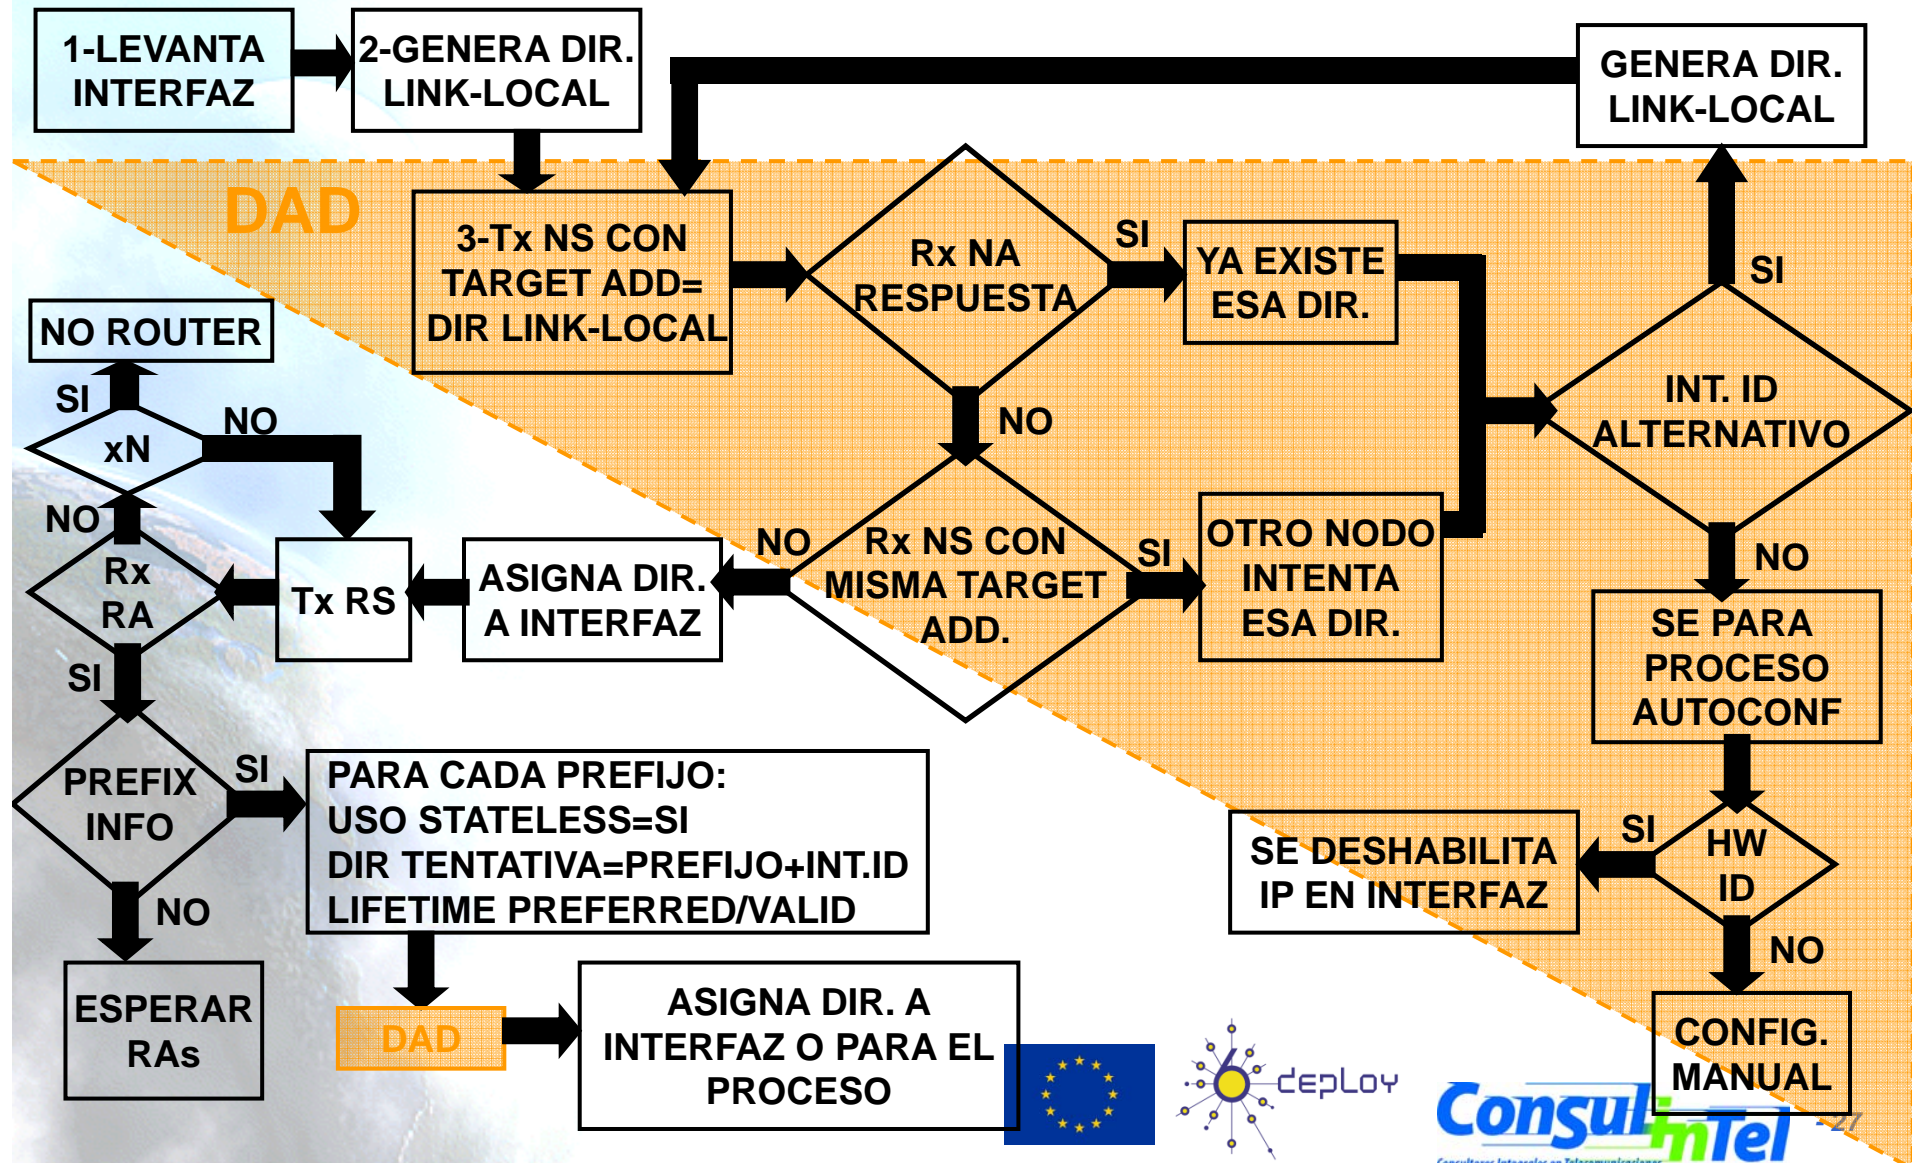 1-LEVANTA
INTERFAZ
2-GENERA DIR.
LINK-LOCAL
GENERA DIR.
LINK-LOCAL
DAD
3-Tx NS CON
TARGET ADD=
DIR LINK-LOCAL
Rx NA
RESPUESTA
SI
YA EXISTE
ESA DIR.
SI
INT. ID
ALTERNATIVO
NO
NO ROUTER
SI
xN
NO
NO
Rx
RA
Tx RS
ASIGNA DIR.
A INTERFAZ
NO
Rx NS CON
MISMA TARGET
ADD.
SI
OTRO NODO
INTENTA
ESA DIR.
NO
SE PARA
PROCESO
AUTOCONF
SI
PREFIX
INFO
SI
PARA CADA PREFIJO:
USO STATELESS=SI
DIR TENTATIVA=PREFIJO+INT.ID
LIFETIME PREFERRED/VALID
SE DESHABILITA
IP EN INTERFAZ
SI
HW
ID
NO
NO
ESPERAR
RAs
DAD
ASIGNA DIR. A
INTERFAZ O PARA EL
PROCESO
CONFIG.
MANUAL
6
deploy
Consulintel
Consultores Integrales en Telecomunicaciones
- 27